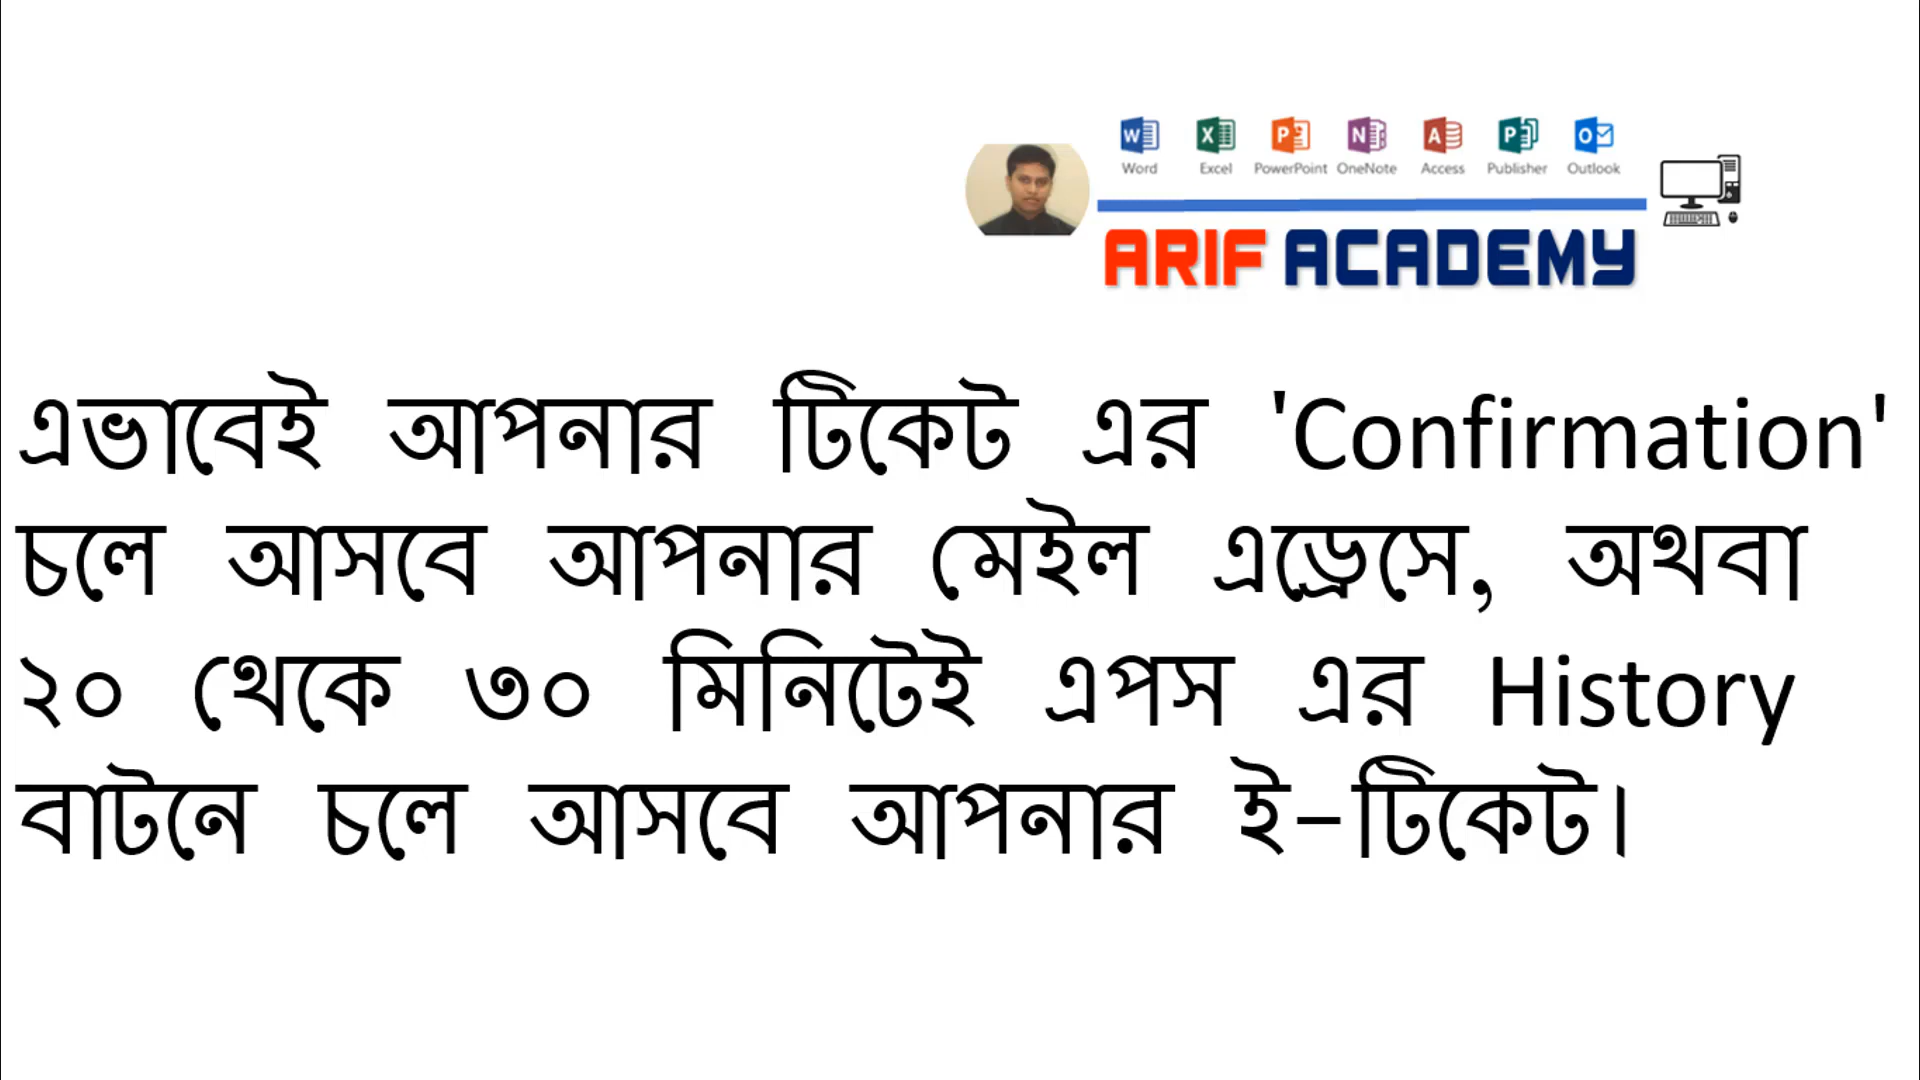 Word Excel PowerPoint OneNote Access Publisher Outlook
ARIF ACADEMY
এভাবেই আপনার টিকেট এর 'Confirmation'
চলে আসবে আপনার মেইল এড্রেসে, অথবা
২০ থেকে ৩০ মিনিটেই এপস এর History
বাটনে চলে আসবে আপনার ই-টিকেট।